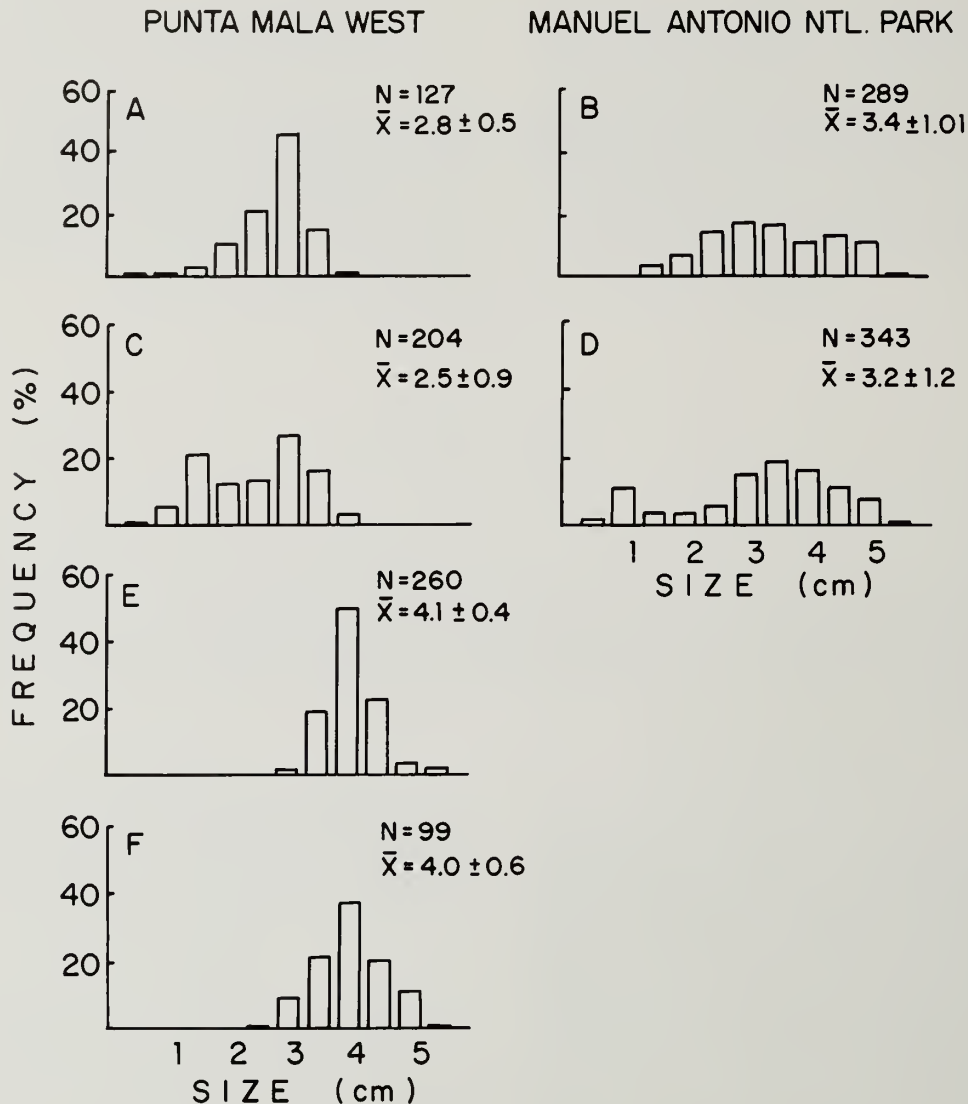 PUNTA MALA WEST
MANUEL ANTONIO NTL. PARK
FREQUENCY (%)
60
40
20
A
N = 127
X̄ = 2.8 ± 0.5
B
N = 289
X̄ = 3.4 ± 1.01
60
40
20
C
N = 204
X̄ = 2.5 ± 0.9
D
N = 343
X̄ = 3.2 ± 1.2
1 2 3 4 5
SIZE (cm)
60
40
20
E
N = 260
X̄ = 4.1 ± 0.4
60
40
20
F
N = 99
X̄ = 4.0 ± 0.6
1 2 3 4 5
SIZE (cm)